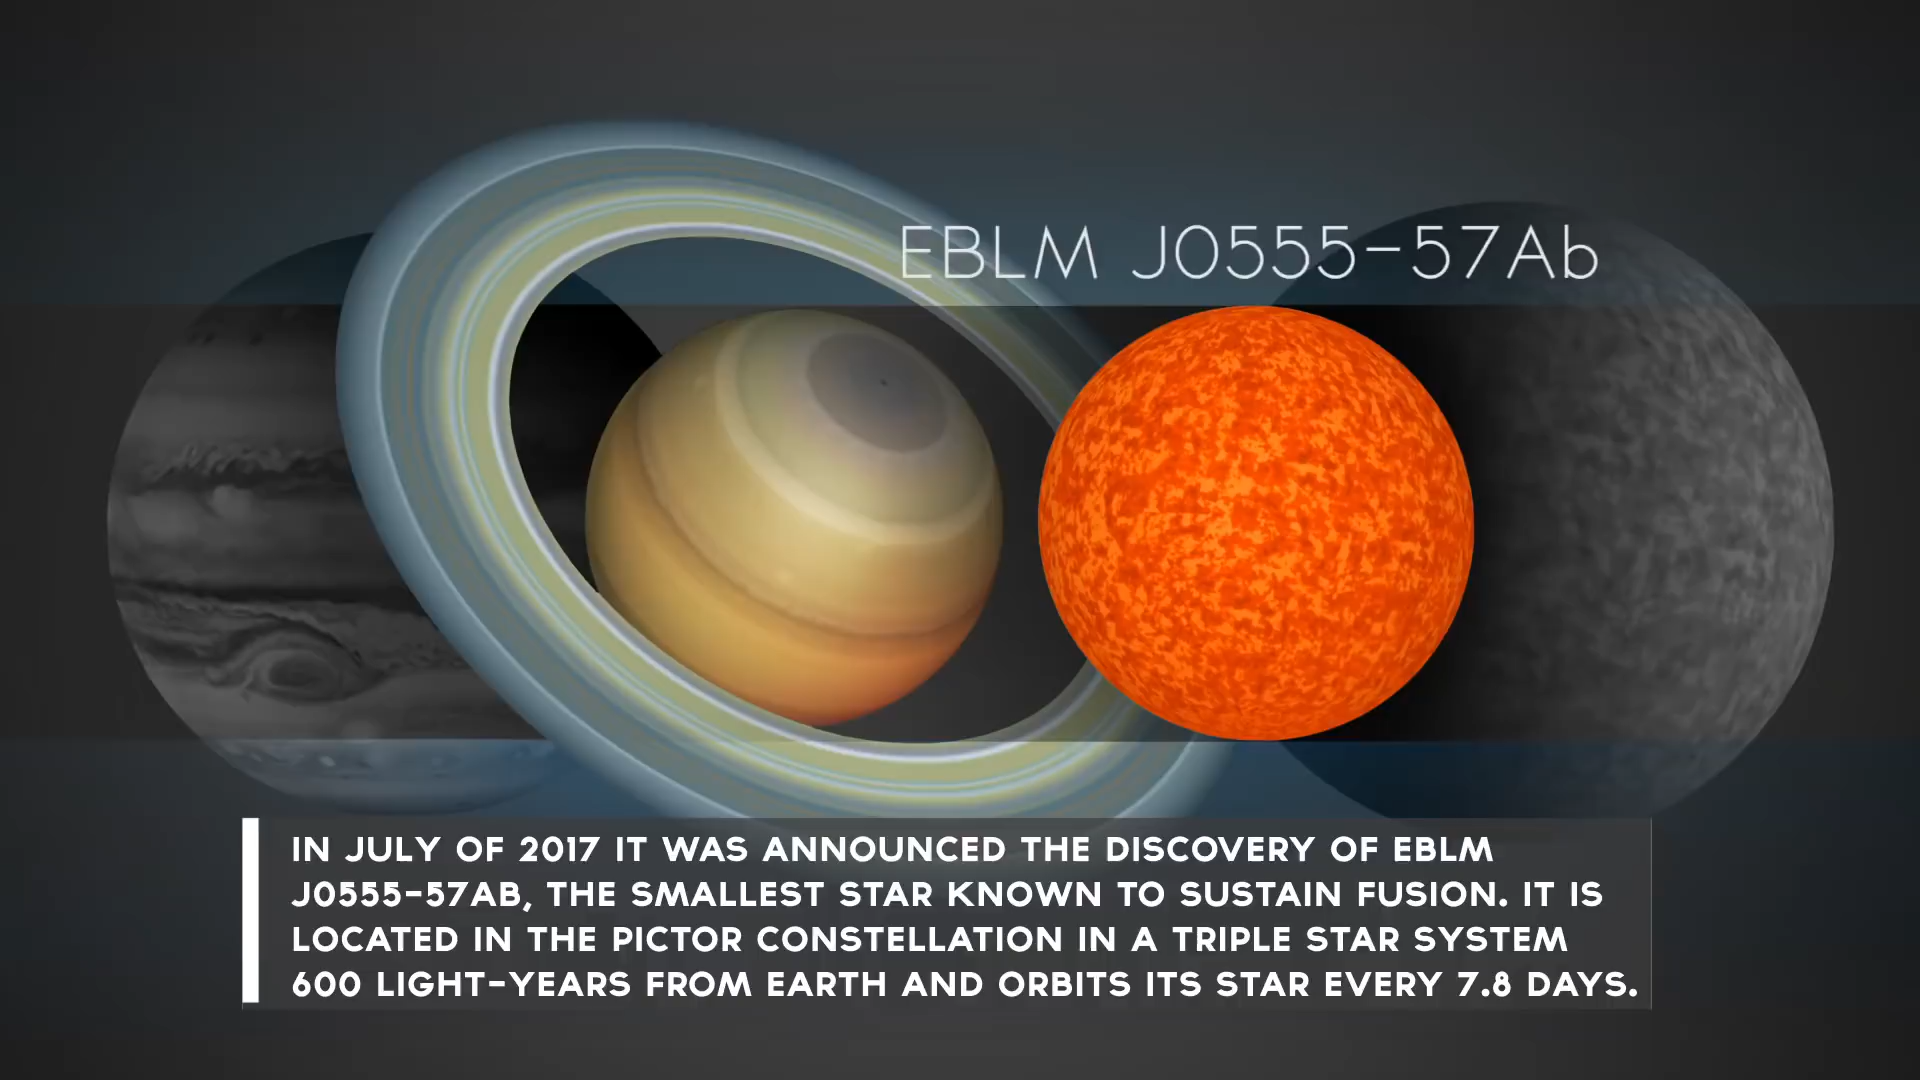 EBLM J0555-57Ab
IN JULY OF 2017 IT WAS ANNOUNCED THE DISCOVERY OF EBLM
J0555-57AB, THE SMALLEST STAR KNOWN TO SUSTAIN FUSION. IT IS
LOCATED IN THE PICTOR CONSTELLATION IN A TRIPLE STAR SYSTEM
600 LIGHT-YEARS FROM EARTH AND ORBITS ITS STAR EVERY 7.8 DAYS.